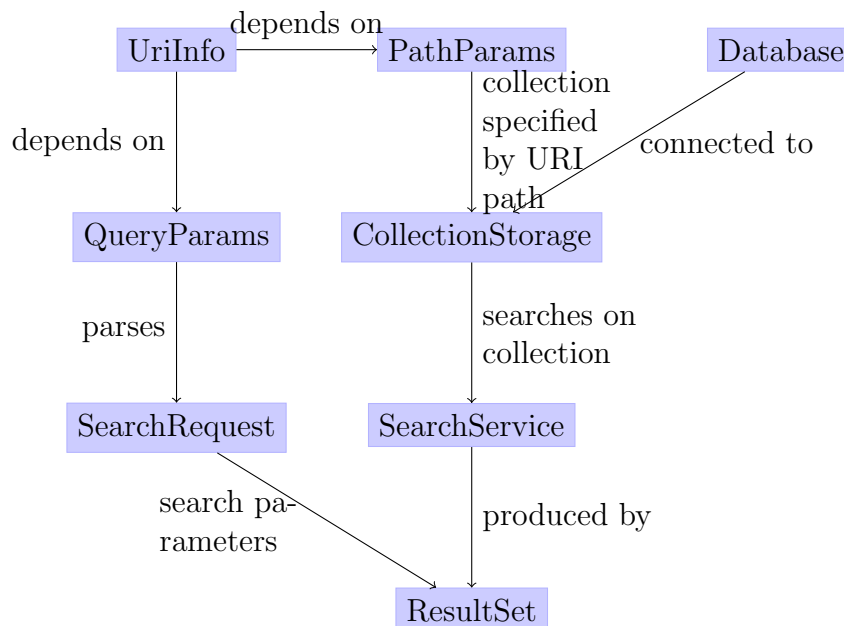 depends on
UriInfo
PathParams
Database
collection
specified
by URI
path
depends on
connected to
QueryParams
CollectionStorage
parses
searches on
collection
SearchRequest
SearchService
search pa-
rameters
produced by
ResultSet